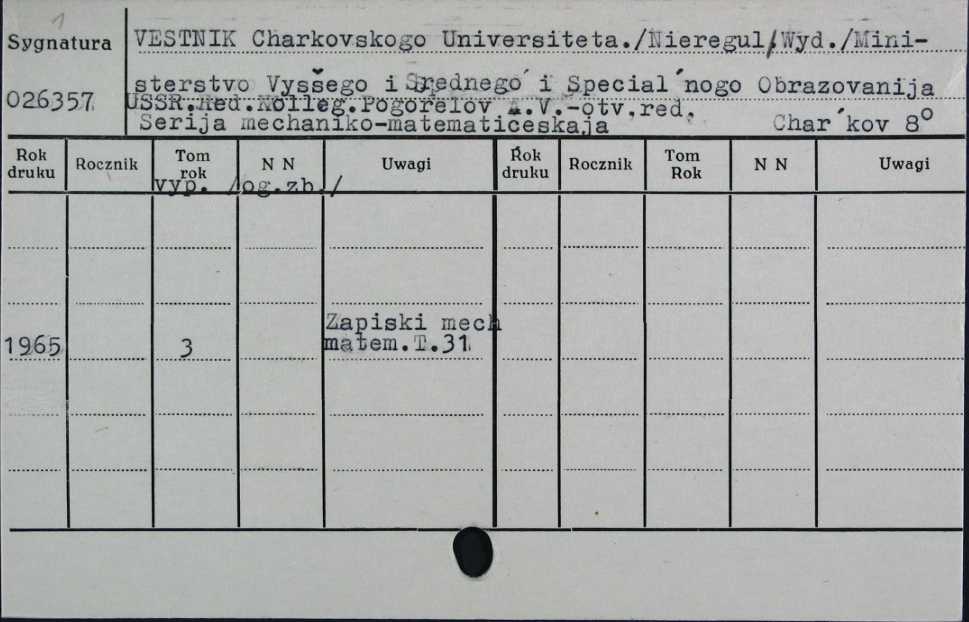 1
Sygnatura
VESTNIK Charkovskogo Universiteta./Nieregul/Wyd./Mini-
sterstvo Vysšego i Srednego i Special´nogo Obrazovanija
026357
USSR.Red.Kolleg.Pogorelov A.V.-otv.red.
Serija mechaniko-matematiceskaja Char´kov 8°
Rok druku Rocznik Tom rok N N Uwagi Rok druku Rocznik Tom Rok N N Uwagi
vyp. /og.zb./
Zapiski mech
1965 3 matem.T.31